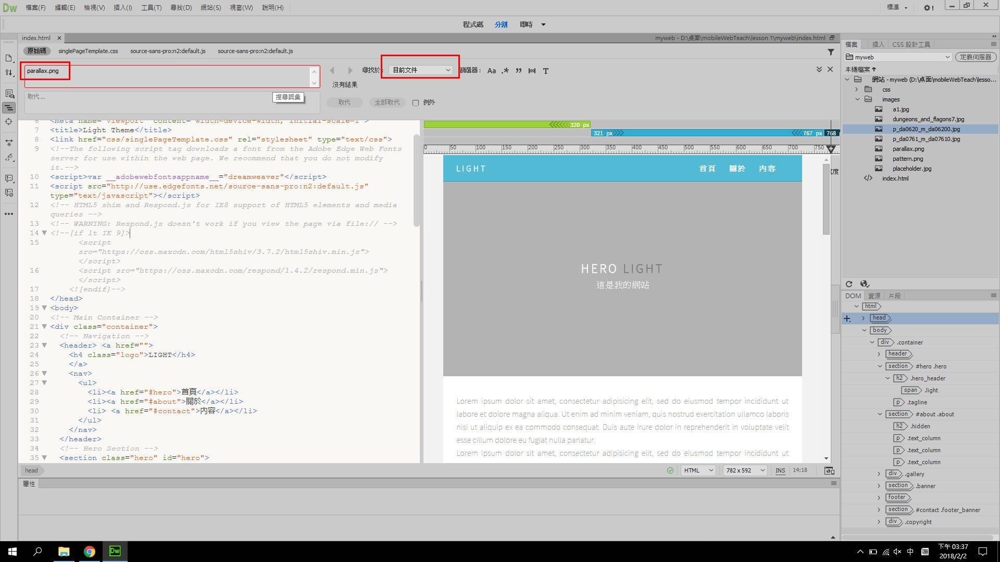 Dw 檔案(F) 編輯(E) 檢視(V) 插入(I) 工具(T) 尋找(D) 網站(S) 視窗(W) 說明(H) 標準
程式碼 分割 即時
index.html myweb - D:\桌面\mobileWebTeach\lesson 1\myweb\index.html
原始碼 singlePageTemplate.css source-sans-pro:n2:default.js source-sans-pro:n2:default.js
parallax.png
尋找於: 目前文件 篩選器: Aa .* T
沒有結果
取代 ...
搜尋詞彙
取代 全部取代 例外
6 <meta name="viewport" content="width=device-width, initial-scale=1">
7 <title>Light Theme</title>
8 <link href="css/singlePageTemplate.css" rel="stylesheet" type="text/css">
9 <!--The following script tag downloads a font from the Adobe Edge Web Fonts
server for use within the web page. We recommend that you do not modify
it.-->
10 <script>var __adobewebfontsappname__="dreamweaver"</script>
11 <script src="http://use.edgefonts.net/source-sans-pro:n2:default.js"
type="text/javascript"></script>
12 <!-- HTML5 shim and Respond.js for IE8 support of HTML5 elements and media
queries -->
13 <!-- WARNING: Respond.js doesn't work if you view the page via file:// -->
14 <!--[if lt IE 9]>
15 <script
src="https://oss.maxcdn.com/html5shiv/3.7.2/html5shiv.min.js">
</script>
16 <script src="https://oss.maxcdn.com/respond/1.4.2/respond.min.js">
</script>
17 <![endif]-->
18 </head>
19 <body>
20 <!-- Main Container -->
21 <div class="container">
22 <!-- Navigation -->
23 <header> <a href="">
24 <h4 class="logo">LIGHT</h4>
25 </a>
26 <nav>
27 <ul>
28 <li><a href="#hero">首頁</a></li>
29 <li><a href="#about">關於</a></li>
30 <li> <a href="#contact">內容</a></li>
31 </ul>
32 </nav>
33 </header>
34 <!-- Hero Section -->
35 <section class="hero" id="hero">
320 px
321 px 767 px 768
0 50 100 150 200 250 300 350 400 450 500 550 600 650 700 750
LIGHT 首頁 關於 內容
度
HERO LIGHT
這是我的網站
Lorem ipsum dolor sit amet, consectetur adipisicing elit, sed do eiusmod tempor incididunt ut
labore et dolore magna aliqua. Ut enim ad minim veniam, quis nostrud exercitation ullamco laboris
nisi ut aliquip ex ea commodo consequat. Duis aute irure dolor in reprehenderit in voluptate velit
esse cillum dolore eu fugiat nulla pariatur.
Lorem ipsum dolor sit amet, consectetur adipisicing elit, sed do eiusmod tempor incididunt ut
head HTML 782 x 592 INS 14:18
屬性
檔案 插入 CSS 設計工具
myweb 定義伺服器
本機檔案
網站 - myweb (D:\桌面\mobileWebTeach\lesso...
css
images
a1.jpg
dungeons_and_flagons7.jpg
p_da0620_m_da06200.jpg
p_da0761_m_da07610.jpg
parallax.png
pattern.png
placeholder.jpg
index.html
DOM 資源 片段
html
head
body
div .container
header
section #hero .hero
h2 .hero_header
span .light
p .tagline
section #about .about
h2 .hidden
p .text_column
p .text_column
p .text_column
div .gallery
section .banner
footer
section #contact .footer_banner
div .copyright
Dw 中 下午 03:37
2018/2/2